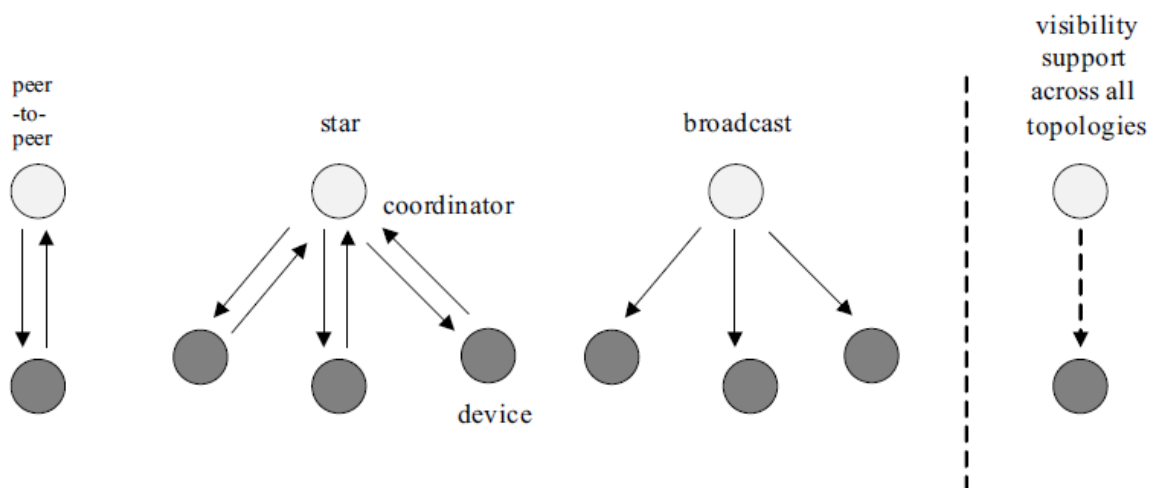 peer
-to-
peer
star
broadcast
visibility
support
across all
topologies
coordinator
device